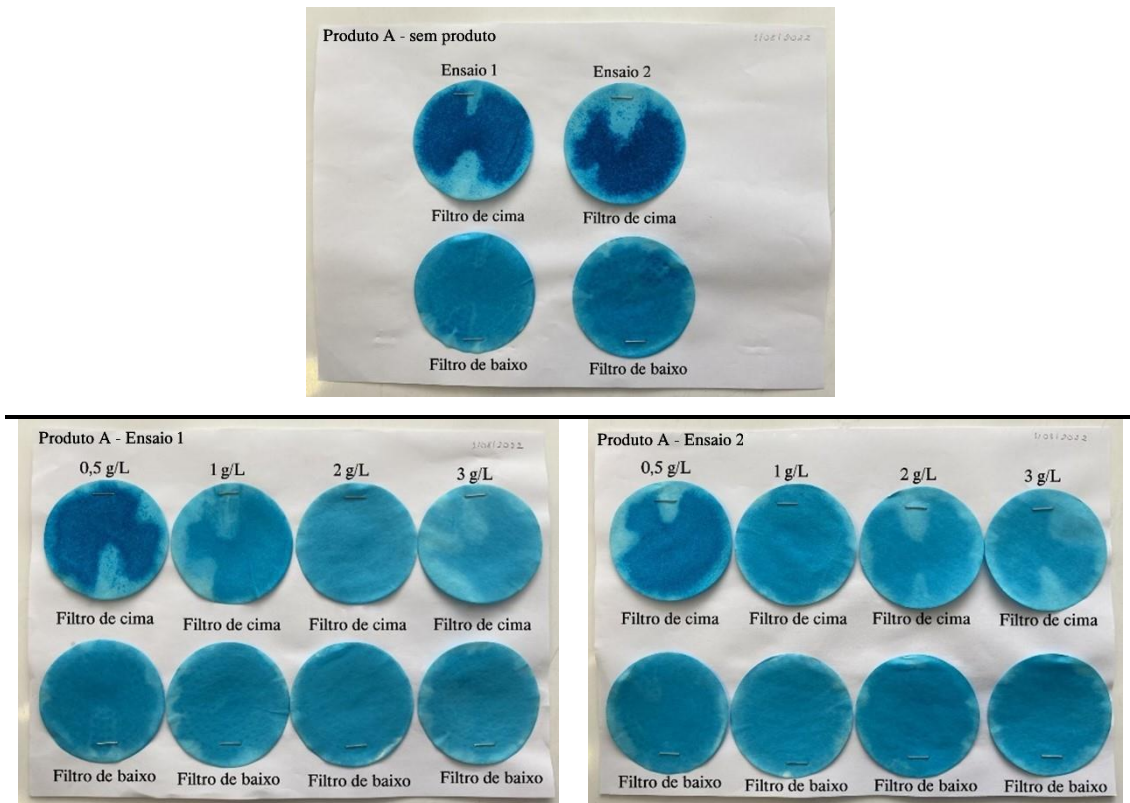 Produto A - sem produto
Ensaio 1 Ensaio 2
Filtro de cima Filtro de cima
Filtro de baixo Filtro de baixo
Produto A - Ensaio 1
0,5 g/L 1 g/L 2 g/L 3 g/L
Filtro de cima Filtro de cima Filtro de cima Filtro de cima
Filtro de baixo Filtro de baixo Filtro de baixo Filtro de baixo
Produto A - Ensaio 2
0,5 g/L 1 g/L 2 g/L 3 g/L
Filtro de cima Filtro de cima Filtro de cima Filtro de cima
Filtro de baixo Filtro de baixo Filtro de baixo Filtro de baixo